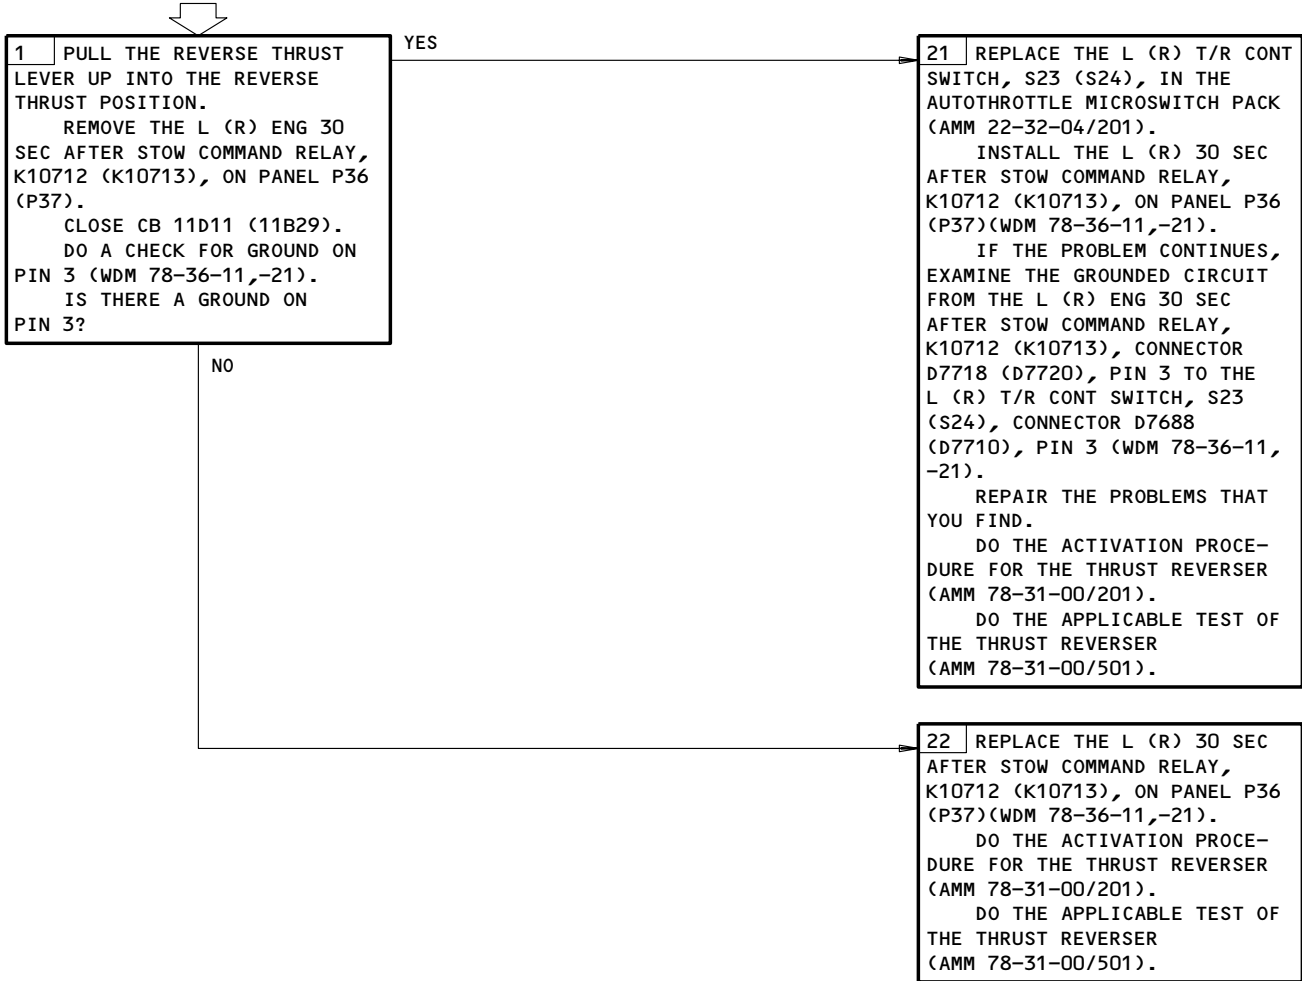 1 PULL THE REVERSE THRUST
LEVER UP INTO THE REVERSE
THRUST POSITION.
REMOVE THE L (R) ENG 30
SEC AFTER STOW COMMAND RELAY,
K10712 (K10713), ON PANEL P36
(P37).
CLOSE CB 11D11 (11B29).
DO A CHECK FOR GROUND ON
PIN 3 (WDM 78-36-11,-21).
IS THERE A GROUND ON
PIN 3?
YES
NO
21 REPLACE THE L (R) T/R CONT
SWITCH, S23 (S24), IN THE
AUTOTHROTTLE MICROSWITCH PACK
(AMM 22-32-04/201).
INSTALL THE L (R) 30 SEC
AFTER STOW COMMAND RELAY,
K10712 (K10713), ON PANEL P36
(P37)(WDM 78-36-11,-21).
IF THE PROBLEM CONTINUES,
EXAMINE THE GROUNDED CIRCUIT
FROM THE L (R) ENG 30 SEC
AFTER STOW COMMAND RELAY,
K10712 (K10713), CONNECTOR
D7718 (D7720), PIN 3 TO THE
L (R) T/R CONT SWITCH, S23
(S24), CONNECTOR D7688
(D7710), PIN 3 (WDM 78-36-11,
-21).
REPAIR THE PROBLEMS THAT
YOU FIND.
DO THE ACTIVATION PROCE-
DURE FOR THE THRUST REVERSER
(AMM 78-31-00/201).
DO THE APPLICABLE TEST OF
THE THRUST REVERSER
(AMM 78-31-00/501).
22 REPLACE THE L (R) 30 SEC
AFTER STOW COMMAND RELAY,
K10712 (K10713), ON PANEL P36
(P37)(WDM 78-36-11,-21).
DO THE ACTIVATION PROCE-
DURE FOR THE THRUST REVERSER
(AMM 78-31-00/201).
DO THE APPLICABLE TEST OF
THE THRUST REVERSER
(AMM 78-31-00/501).